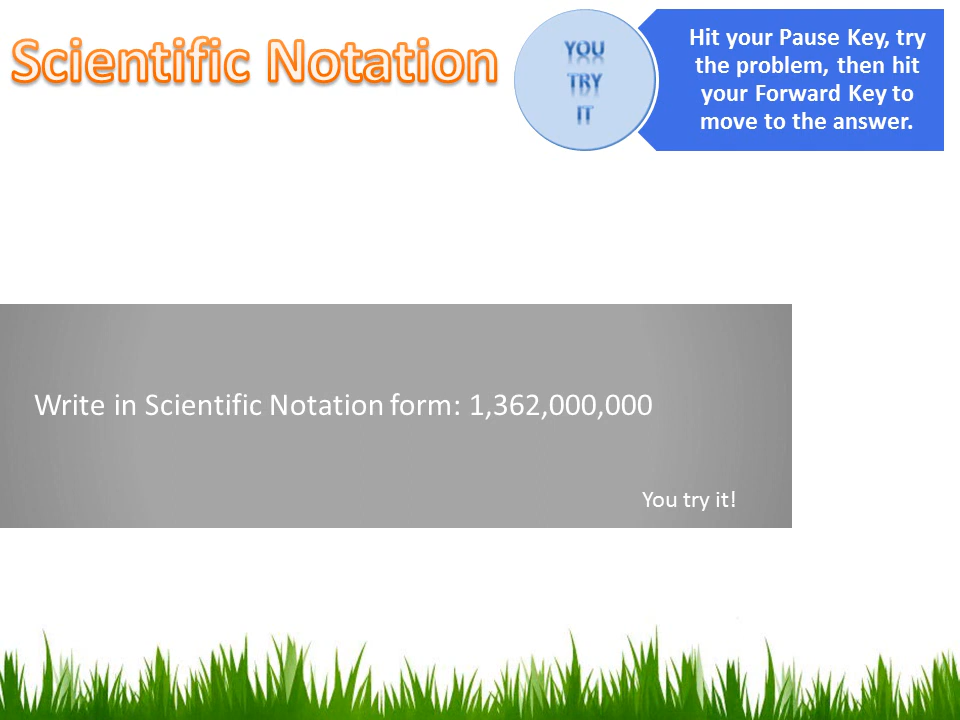 Scientific Notation
YOU
TRY
IT
Hit your Pause Key, try
the problem, then hit
your Forward Key to
move to the answer.
Write in Scientific Notation form: 1,362,000,000
You try it!